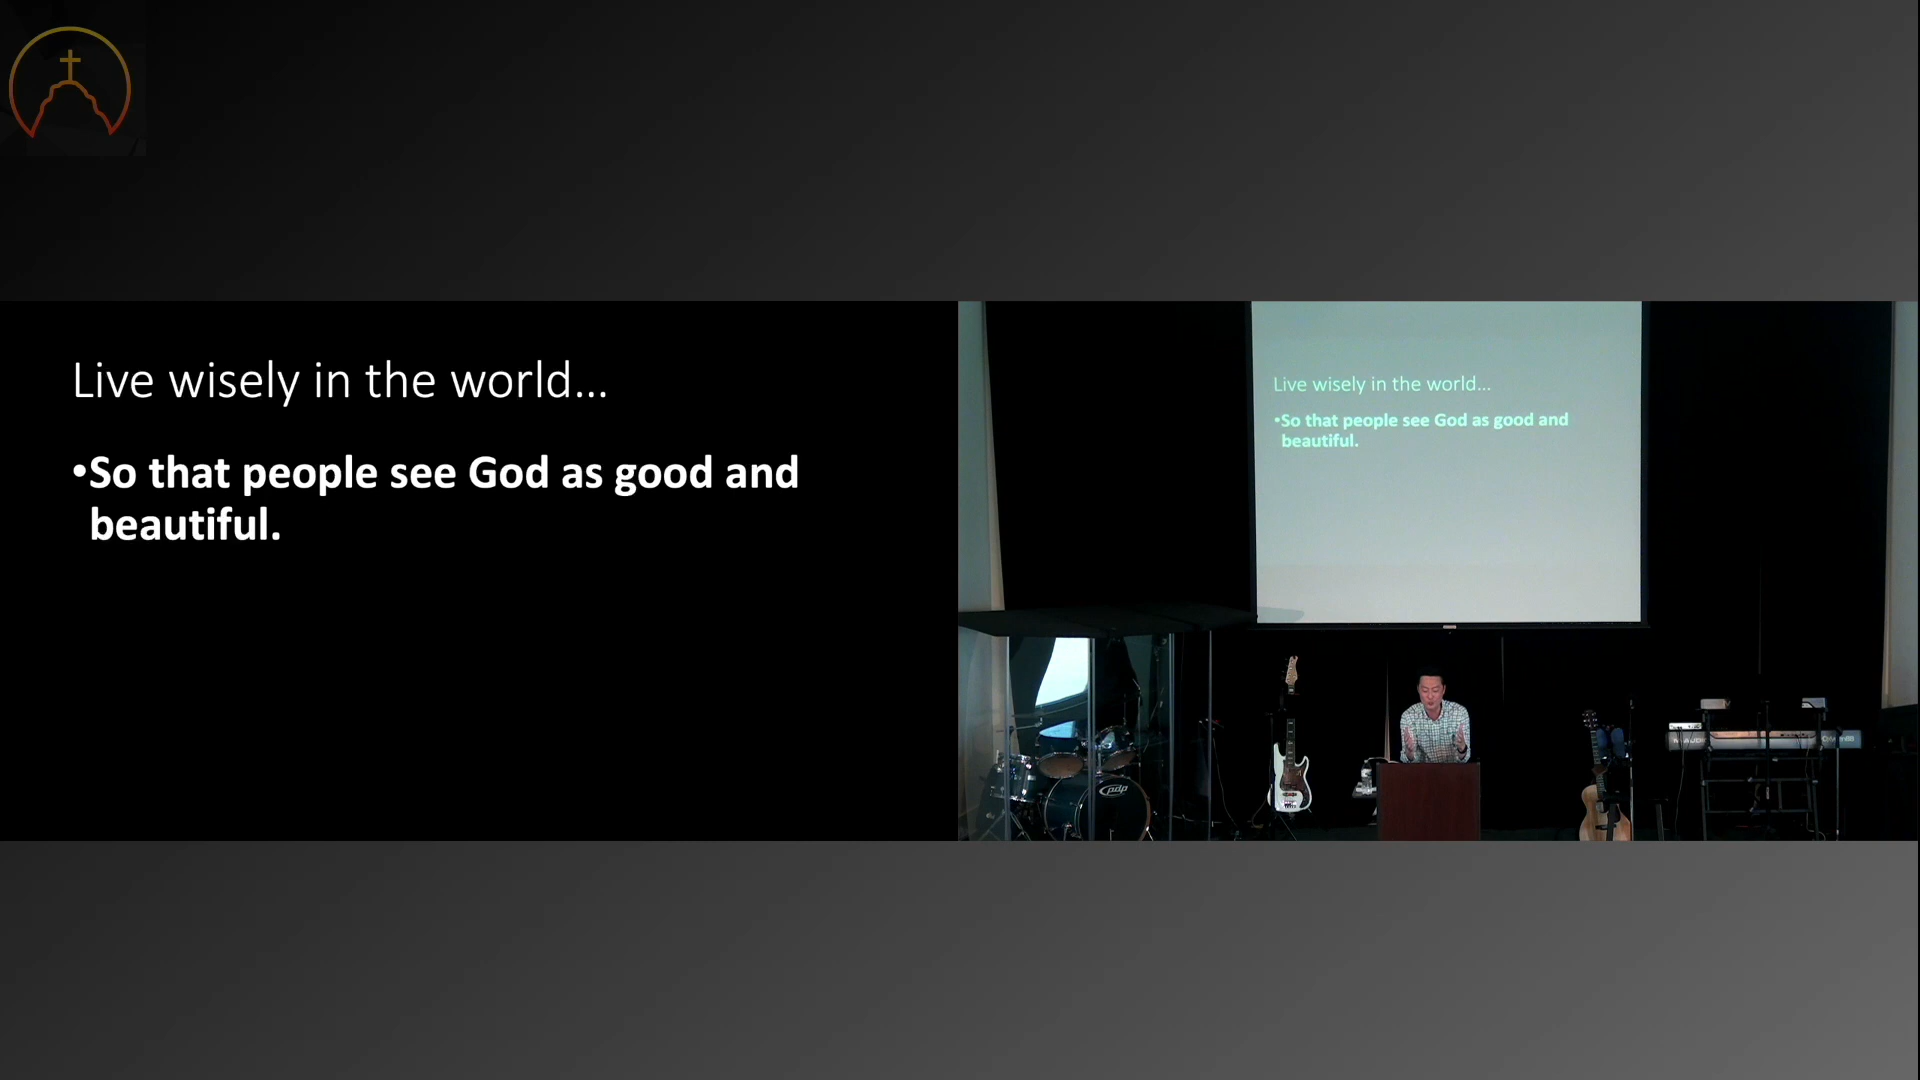 Live wisely in the world...
•So that people see God as good and
beautiful.
Live wisely in the world...
•So that people see God as good and
beautiful.
pdp